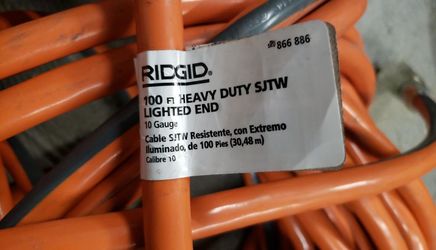 866 886
RIDGID
100 FT HEAVY DUTY SJTW
LIGHTED END
10 Gauge
Cable SJTW Resistente, con Extremo
Iluminado, de 100 Pies (30,48 m)
Calibre 10